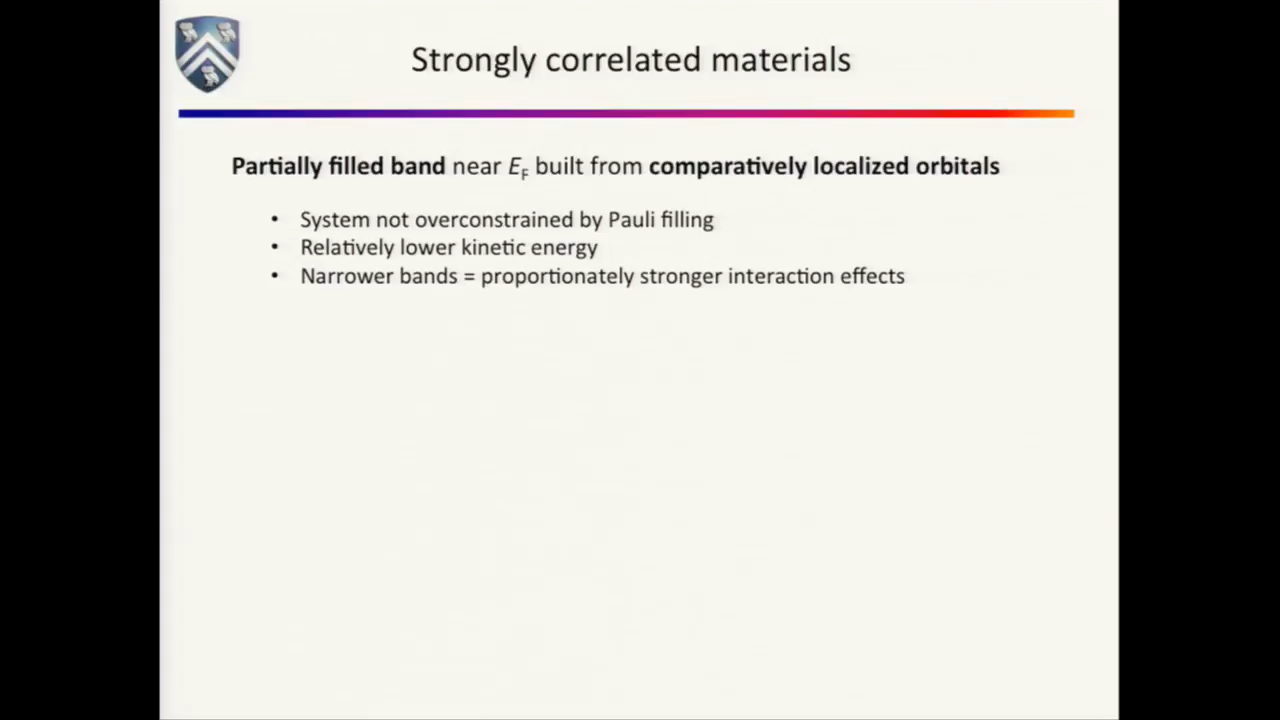 Strongly correlated materials
Partially filled band near E_F built from comparatively localized orbitals
• System not overconstrained by Pauli filling
• Relatively lower kinetic energy
• Narrower bands = proportionately stronger interaction effects